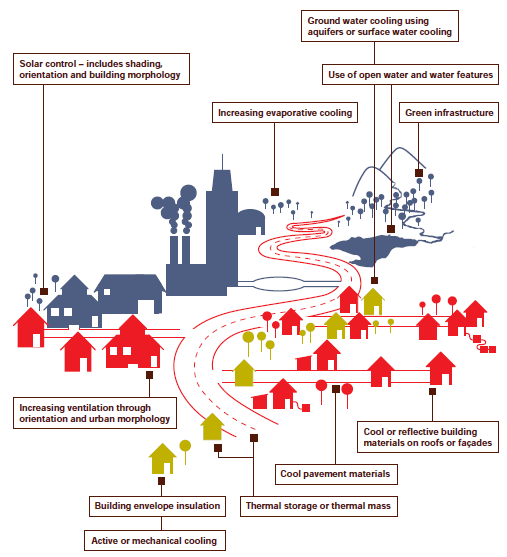 Ground water cooling using
aquifers or surface water cooling
Solar control – includes shading,
orientation and building morphology
Use of open water and water features
Increasing evaporative cooling
Green infrastructure
Increasing ventilation through
orientation and urban morphology
Cool or reflective building
materials on roofs or façades
Cool pavement materials
Building envelope insulation
Thermal storage or thermal mass
Active or mechanical cooling